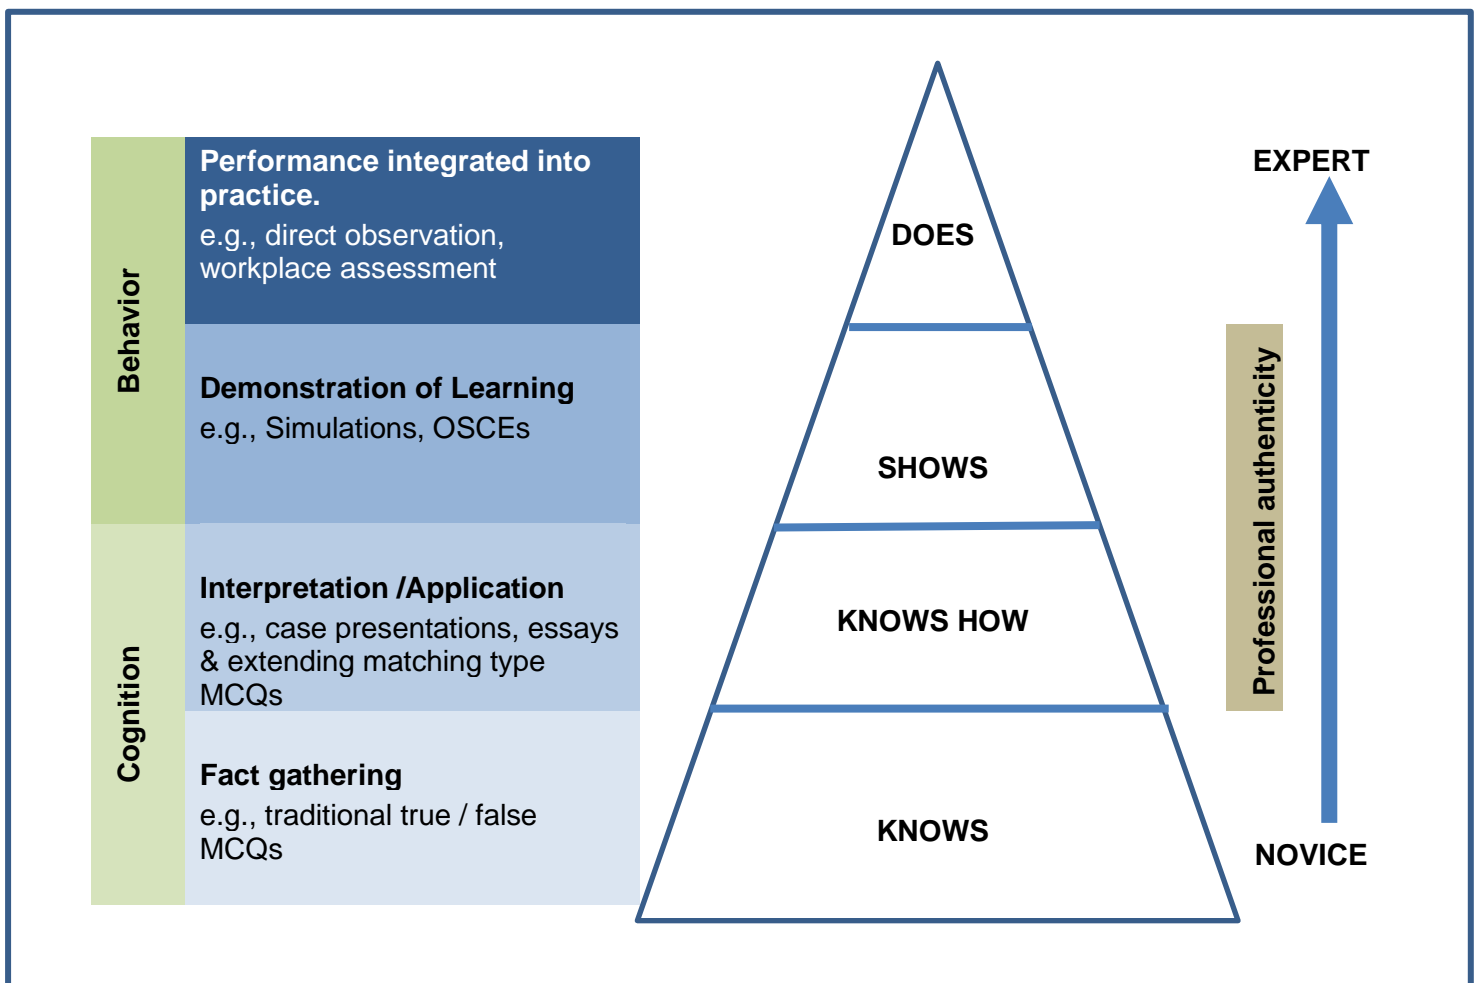 Behavior
Performance integrated into
practice.
e.g., direct observation,
workplace assessment
Demonstration of Learning
e.g., Simulations, OSCEs
Cognition
Interpretation /Application
e.g., case presentations, essays
& extending matching type
MCQs
Fact gathering
e.g., traditional true / false
MCQs
DOES
SHOWS
KNOWS HOW
KNOWS
EXPERT
Professional authenticity
NOVICE